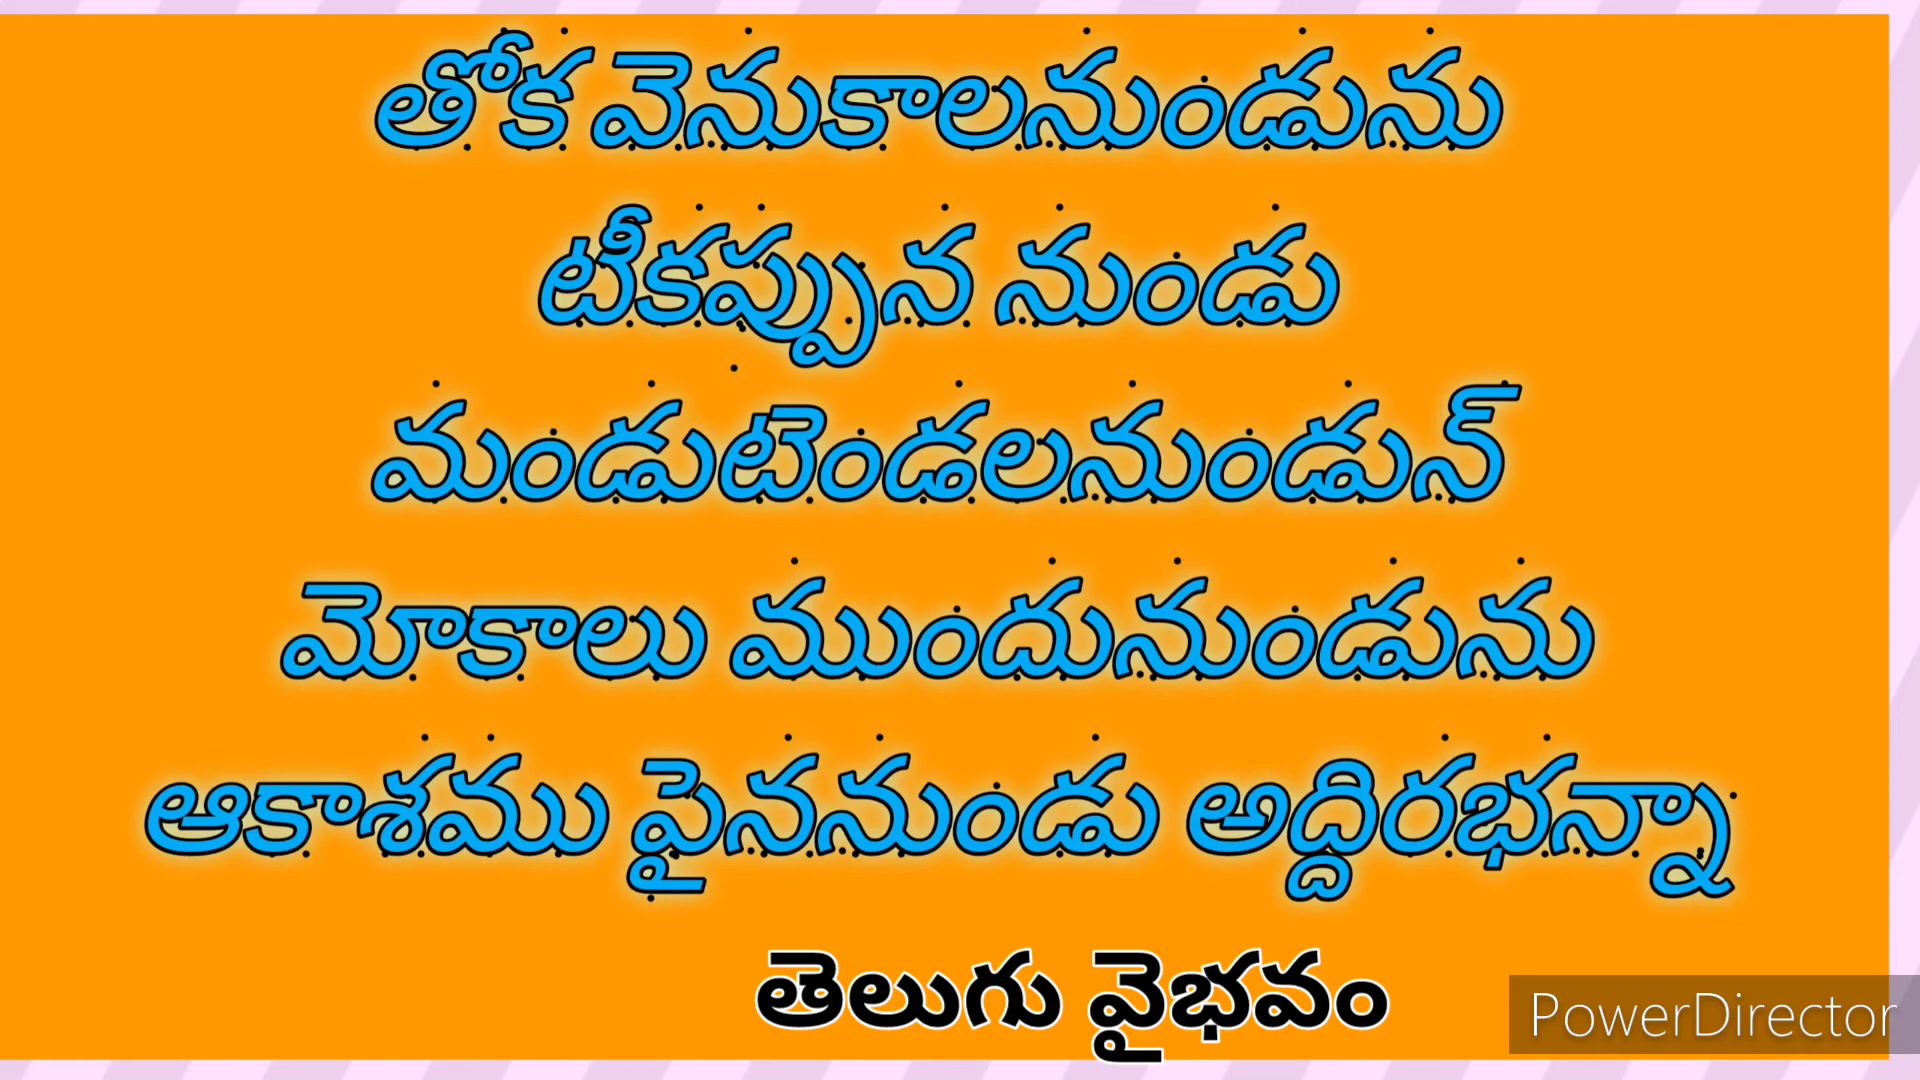 తోక వెనుకాలనుండును
టీకప్పున నుండు
మండుటెండలనుండున్
మోకాలు ముందునుండును
ఆకాశము పైననుండు అద్దిరభన్నా
తెలుగు వైభవం
PowerDirector